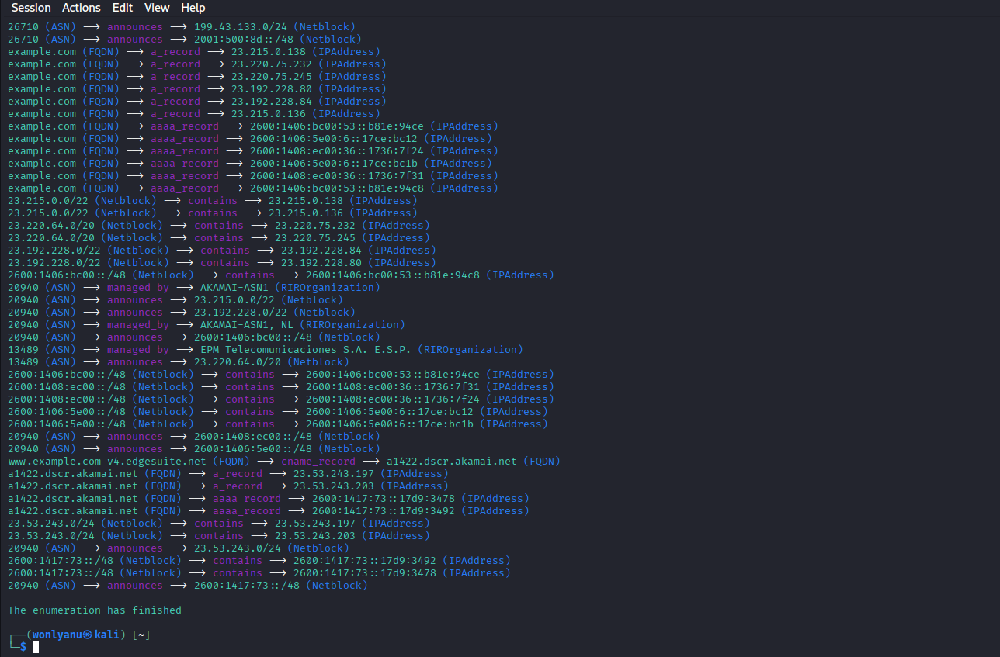 Session Actions Edit View Help
26710 (ASN) --> announces --> 199.43.133.0/24 (Netblock)
26710 (ASN) --> announces --> 2001:500:8d::/48 (Netblock)
example.com (FQDN) --> a_record --> 23.215.0.138 (IPAddress)
example.com (FQDN) --> a_record --> 23.220.75.232 (IPAddress)
example.com (FQDN) --> a_record --> 23.220.75.245 (IPAddress)
example.com (FQDN) --> a_record --> 23.192.228.80 (IPAddress)
example.com (FQDN) --> a_record --> 23.192.228.84 (IPAddress)
example.com (FQDN) --> a_record --> 23.215.0.136 (IPAddress)
example.com (FQDN) --> aaaa_record --> 2600:1406:bc00:53::b81e:94ce (IPAddress)
example.com (FQDN) --> aaaa_record --> 2600:1406:5e00:6::17ce:bc12 (IPAddress)
example.com (FQDN) --> aaaa_record --> 2600:1408:ec00:36::1736:7f24 (IPAddress)
example.com (FQDN) --> aaaa_record --> 2600:1406:5e00:6::17ce:bc1b (IPAddress)
example.com (FQDN) --> aaaa_record --> 2600:1408:ec00:36::1736:7f31 (IPAddress)
example.com (FQDN) --> aaaa_record --> 2600:1406:bc00:53::b81e:94c8 (IPAddress)
23.215.0.0/22 (Netblock) --> contains --> 23.215.0.138 (IPAddress)
23.215.0.0/22 (Netblock) --> contains --> 23.215.0.136 (IPAddress)
23.220.64.0/20 (Netblock) --> contains --> 23.220.75.232 (IPAddress)
23.220.64.0/20 (Netblock) --> contains --> 23.220.75.245 (IPAddress)
23.192.228.0/22 (Netblock) --> contains --> 23.192.228.84 (IPAddress)
23.192.228.0/22 (Netblock) --> contains --> 23.192.228.80 (IPAddress)
2600:1406:bc00::/48 (Netblock) --> contains --> 2600:1406:bc00:53::b81e:94c8 (IPAddress)
20940 (ASN) --> managed_by --> AKAMAI-ASN1 (RIROrganization)
20940 (ASN) --> announces --> 23.215.0.0/22 (Netblock)
20940 (ASN) --> announces --> 23.192.228.0/22 (Netblock)
20940 (ASN) --> managed_by --> AKAMAI-ASN1, NL (RIROrganization)
20940 (ASN) --> announces --> 2600:1406:bc00::/48 (Netblock)
13489 (ASN) --> managed_by --> EPM Telecomunicaciones S.A. E.S.P. (RIROrganization)
13489 (ASN) --> announces --> 23.220.64.0/20 (Netblock)
2600:1406:bc00::/48 (Netblock) --> contains --> 2600:1406:bc00:53::b81e:94ce (IPAddress)
2600:1408:ec00::/48 (Netblock) --> contains --> 2600:1408:ec00:36::1736:7f31 (IPAddress)
2600:1408:ec00::/48 (Netblock) --> contains --> 2600:1408:ec00:36::1736:7f24 (IPAddress)
2600:1406:5e00::/48 (Netblock) --> contains --> 2600:1406:5e00:6::17ce:bc12 (IPAddress)
2600:1406:5e00::/48 (Netblock) --> contains --> 2600:1406:5e00:6::17ce:bc1b (IPAddress)
20940 (ASN) --> announces --> 2600:1408:ec00::/48 (Netblock)
20940 (ASN) --> announces --> 2600:1406:5e00::/48 (Netblock)
www.example.com-v4.edgesuite.net (FQDN) --> cname_record --> a1422.dscr.akamai.net (FQDN)
a1422.dscr.akamai.net (FQDN) --> a_record --> 23.53.243.197 (IPAddress)
a1422.dscr.akamai.net (FQDN) --> a_record --> 23.53.243.203 (IPAddress)
a1422.dscr.akamai.net (FQDN) --> aaaa_record --> 2600:1417:73::17d9:3478 (IPAddress)
a1422.dscr.akamai.net (FQDN) --> aaaa_record --> 2600:1417:73::17d9:3492 (IPAddress)
23.53.243.0/24 (Netblock) --> contains --> 23.53.243.197 (IPAddress)
23.53.243.0/24 (Netblock) --> contains --> 23.53.243.203 (IPAddress)
20940 (ASN) --> announces --> 23.53.243.0/24 (Netblock)
2600:1417:73::/48 (Netblock) --> contains --> 2600:1417:73::17d9:3492 (IPAddress)
2600:1417:73::/48 (Netblock) --> contains --> 2600:1417:73::17d9:3478 (IPAddress)
20940 (ASN) --> announces --> 2600:1417:73::/48 (Netblock)
The enumeration has finished
┌──(wonlyanu㉿kali)-[~]
└─$